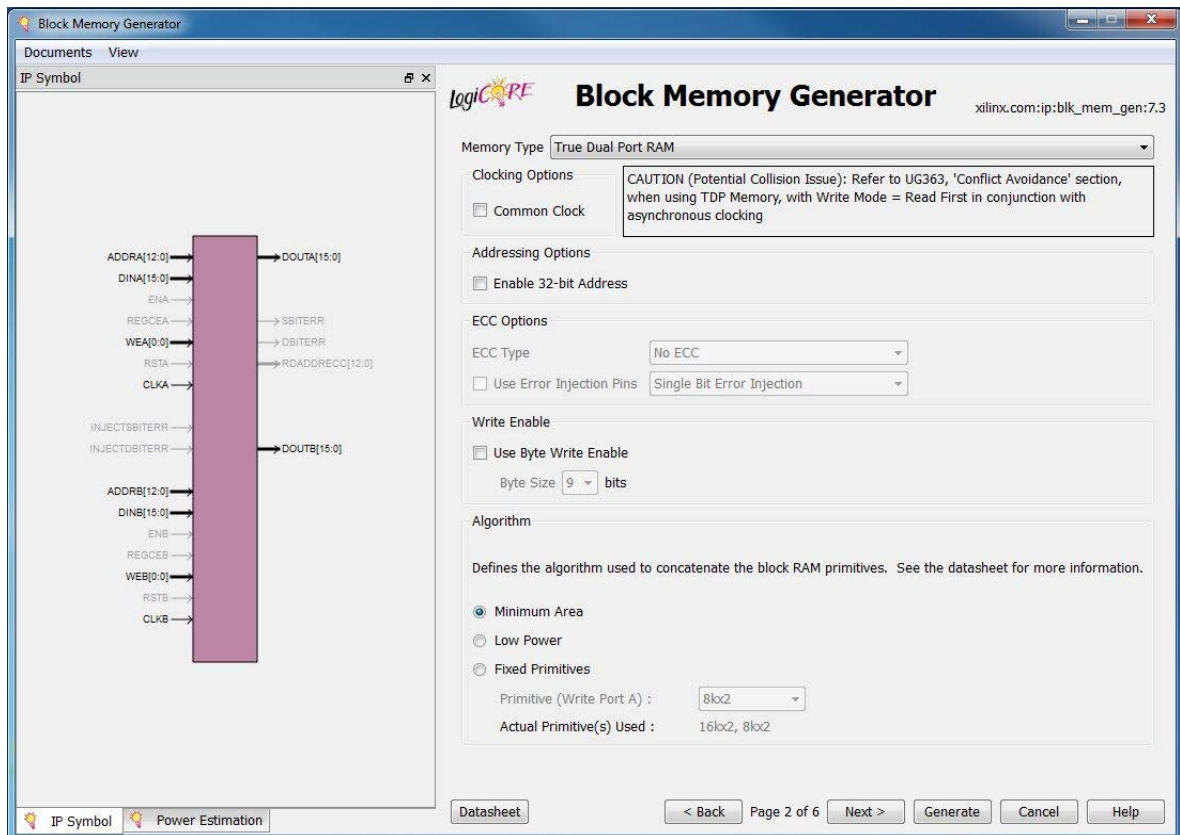 Block Memory Generator
Documents View
IP Symbol
ADDRA[12:0]
DINA[15:0]
ENA
REGCEA
WEA[0:0]
RSTA
CLKA
INJECTSBITERR
INJECTDBITERR
ADDRB[12:0]
DINB[15:0]
ENB
REGCEB
WEB[0:0]
RSTB
CLKB
DOUTA[15:0]
SBITERR
DBITERR
RDADDRECC[12:0]
DOUTB[15:0]
IP Symbol Power Estimation
LogiCORE
Block Memory Generator
xilinx.com:ip:blk_mem_gen:7.3
Memory Type True Dual Port RAM
Clocking Options
Common Clock
CAUTION (Potential Collision Issue): Refer to UG363, 'Conflict Avoidance' section,
when using TDP Memory, with Write Mode = Read First in conjunction with
asynchronous clocking
Addressing Options
Enable 32-bit Address
ECC Options
ECC Type No ECC
Use Error Injection Pins Single Bit Error Injection
Write Enable
Use Byte Write Enable
Byte Size 9 bits
Algorithm
Defines the algorithm used to concatenate the block RAM primitives. See the datasheet for more information.
Minimum Area
Low Power
Fixed Primitives
Primitive (Write Port A) : 8kx2
Actual Primitive(s) Used : 16kx2, 8kx2
Datasheet < Back Page 2 of 6 Next > Generate Cancel Help